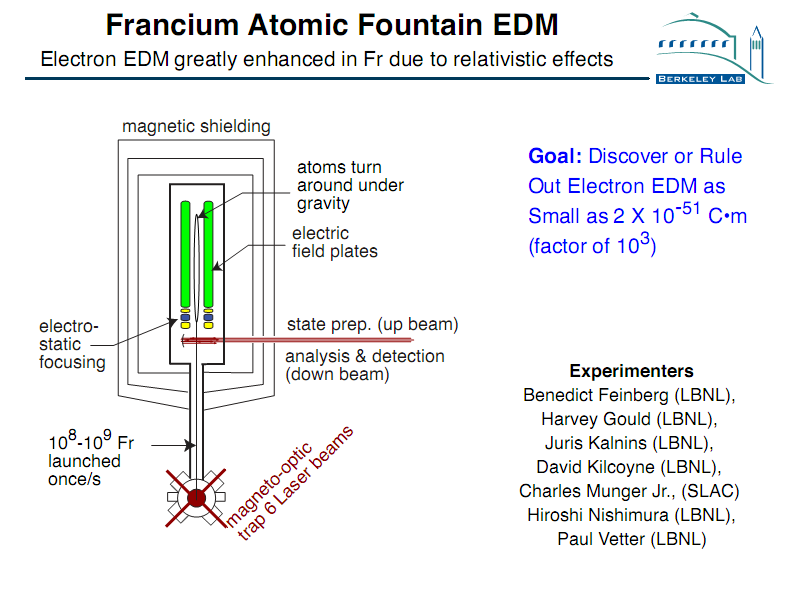 Francium Atomic Fountain EDM
Electron EDM greatly enhanced in Fr due to relativistic effects
BERKELEY LAB
magnetic shielding
atoms turn
around under
gravity
electric
field plates
electro-
static
focusing
state prep. (up beam)
analysis & detection
(down beam)
10⁸-10⁹ Fr
launched
once/s
magneto-optic
trap 6 Laser beams
Goal: Discover or Rule
Out Electron EDM as
Small as 2 X 10⁻⁵¹ C•m
(factor of 10³)
Experimenters
Benedict Feinberg (LBNL),
Harvey Gould (LBNL),
Juris Kalnins (LBNL),
David Kilcoyne (LBNL),
Charles Munger Jr., (SLAC)
Hiroshi Nishimura (LBNL),
Paul Vetter (LBNL)